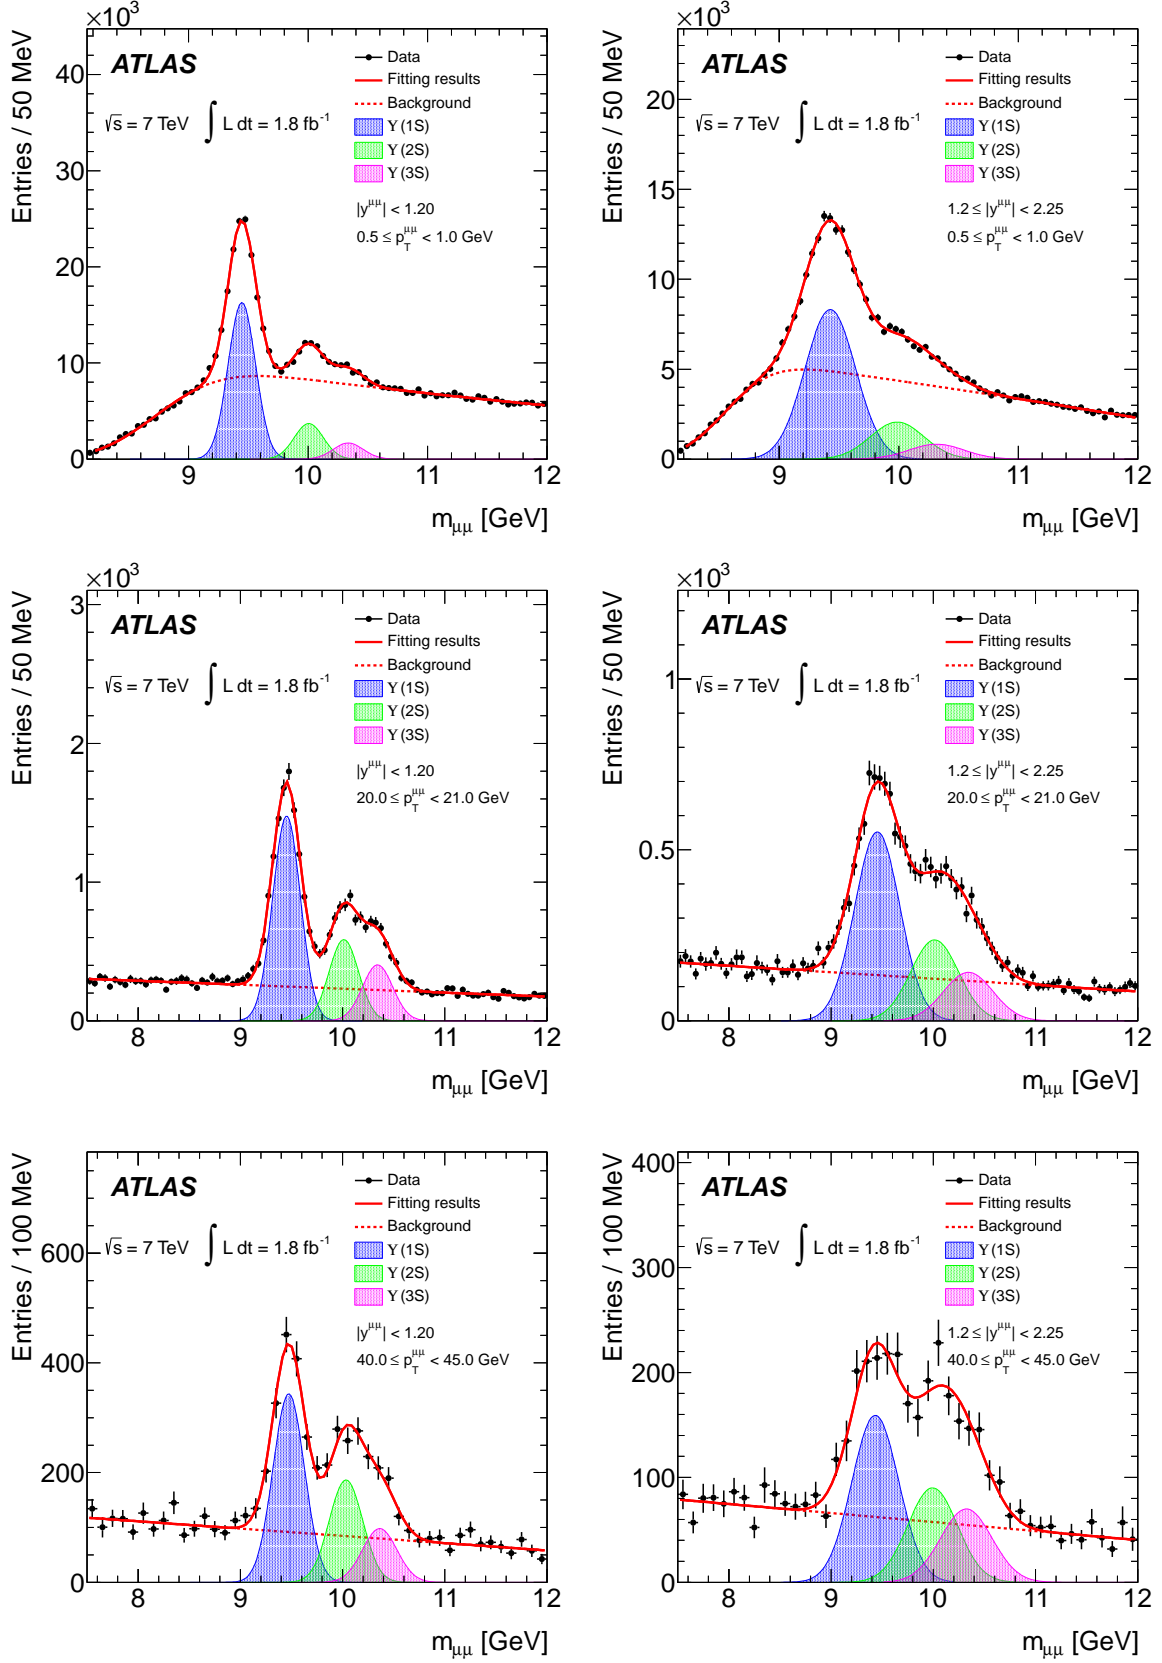 ×10³
Entries / 50 MeV
40
30
20
10
0
ATLAS
√s = 7 TeV ∫ L dt = 1.8 fb⁻¹
Data
Fitting results
Background
ϒ(1S)
ϒ(2S)
ϒ(3S)
|y^μμ| < 1.20
0.5 ≤ p_T^μμ < 1.0 GeV
9 10 11 12
m_μμ [GeV]
×10³
Entries / 50 MeV
20
15
10
5
0
ATLAS
√s = 7 TeV ∫ L dt = 1.8 fb⁻¹
Data
Fitting results
Background
ϒ(1S)
ϒ(2S)
ϒ(3S)
1.2 ≤ |y^μμ| < 2.25
0.5 ≤ p_T^μμ < 1.0 GeV
9 10 11 12
m_μμ [GeV]
×10³
Entries / 50 MeV
3
2
1
0
ATLAS
√s = 7 TeV ∫ L dt = 1.8 fb⁻¹
Data
Fitting results
Background
ϒ(1S)
ϒ(2S)
ϒ(3S)
|y^μμ| < 1.20
20.0 ≤ p_T^μμ < 21.0 GeV
8 9 10 11 12
m_μμ [GeV]
×10³
Entries / 50 MeV
1
0.5
0
ATLAS
√s = 7 TeV ∫ L dt = 1.8 fb⁻¹
Data
Fitting results
Background
ϒ(1S)
ϒ(2S)
ϒ(3S)
1.2 ≤ |y^μμ| < 2.25
20.0 ≤ p_T^μμ < 21.0 GeV
8 9 10 11 12
m_μμ [GeV]
Entries / 100 MeV
600
400
200
0
ATLAS
√s = 7 TeV ∫ L dt = 1.8 fb⁻¹
Data
Fitting results
Background
ϒ(1S)
ϒ(2S)
ϒ(3S)
|y^μμ| < 1.20
40.0 ≤ p_T^μμ < 45.0 GeV
8 9 10 11 12
m_μμ [GeV]
Entries / 100 MeV
400
300
200
100
0
ATLAS
√s = 7 TeV ∫ L dt = 1.8 fb⁻¹
Data
Fitting results
Background
ϒ(1S)
ϒ(2S)
ϒ(3S)
1.2 ≤ |y^μμ| < 2.25
40.0 ≤ p_T^μμ < 45.0 GeV
8 9 10 11 12
m_μμ [GeV]